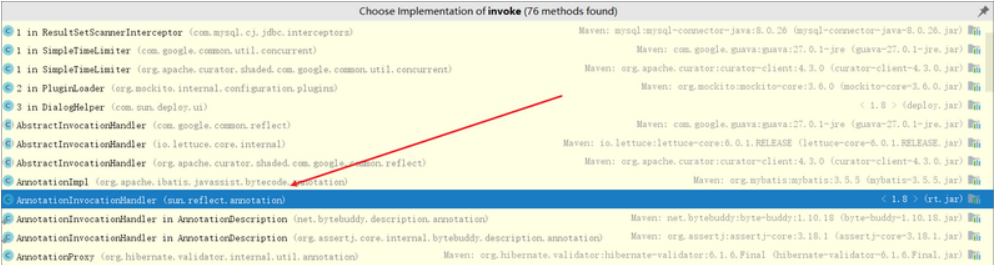 Choose Implementation of invoke (76 methods found)
1 in ResultSetScannerInterceptor (com.mysql.cj.jdbc.interceptors) Maven: mysql:mysql-connector-java:8.0.26 (mysql-connector-java-8.0.26.jar)
1 in SimpleTimeLimiter (com.google.common.util.concurrent) Maven: com.google.guava:guava:27.0.1-jre (guava-27.0.1-jre.jar)
1 in SimpleTimeLimiter (org.apache.curator.shaded.com.google.common.util.concurrent) Maven: org.apache.curator:curator-client:4.3.0 (curator-client-4.3.0.jar)
2 in PluginLoader (org.mockito.internal.configuration.plugins) Maven: org.mockito:mockito-core:3.6.0 (mockito-core-3.6.0.jar)
3 in DialogHelper (com.sun.deploy.ui) < 1.8 > (deploy.jar)
AbstractInvocationHandler (com.google.common.reflect) Maven: com.google.guava:guava:27.0.1-jre (guava-27.0.1-jre.jar)
AbstractInvocationHandler (io.lettuce.core.internal) Maven: io.lettuce:lettuce-core:6.0.1.RELEASE (lettuce-core-6.0.1.RELEASE.jar)
AbstractInvocationHandler (org.apache.curator.shaded.com.google.common.reflect) Maven: org.apache.curator:curator-client:4.3.0 (curator-client-4.3.0.jar)
AnnotationImpl (org.apache.ibatis.javassist.bytecode.annotation) Maven: org.mybatis:mybatis:3.5.5 (mybatis-3.5.5.jar)
AnnotationInvocationHandler (sun.reflect.annotation) < 1.8 > (rt.jar)
AnnotationInvocationHandler in AnnotationDescription (net.bytebuddy.description.annotation) Maven: net.bytebuddy:byte-buddy:1.10.18 (byte-buddy-1.10.18.jar)
AnnotationInvocationHandler in AnnotationDescription (org.assertj.core.internal.bytebuddy.description.annotation) Maven: org.assertj:assertj-core:3.18.1 (assertj-core-3.18.1.jar)
AnnotationProxy (org.hibernate.validator.internal.util.annotation) Maven: org.hibernate.validator:hibernate-validator:6.1.6.Final (hibernate-validator-6.1.6.Final.jar)